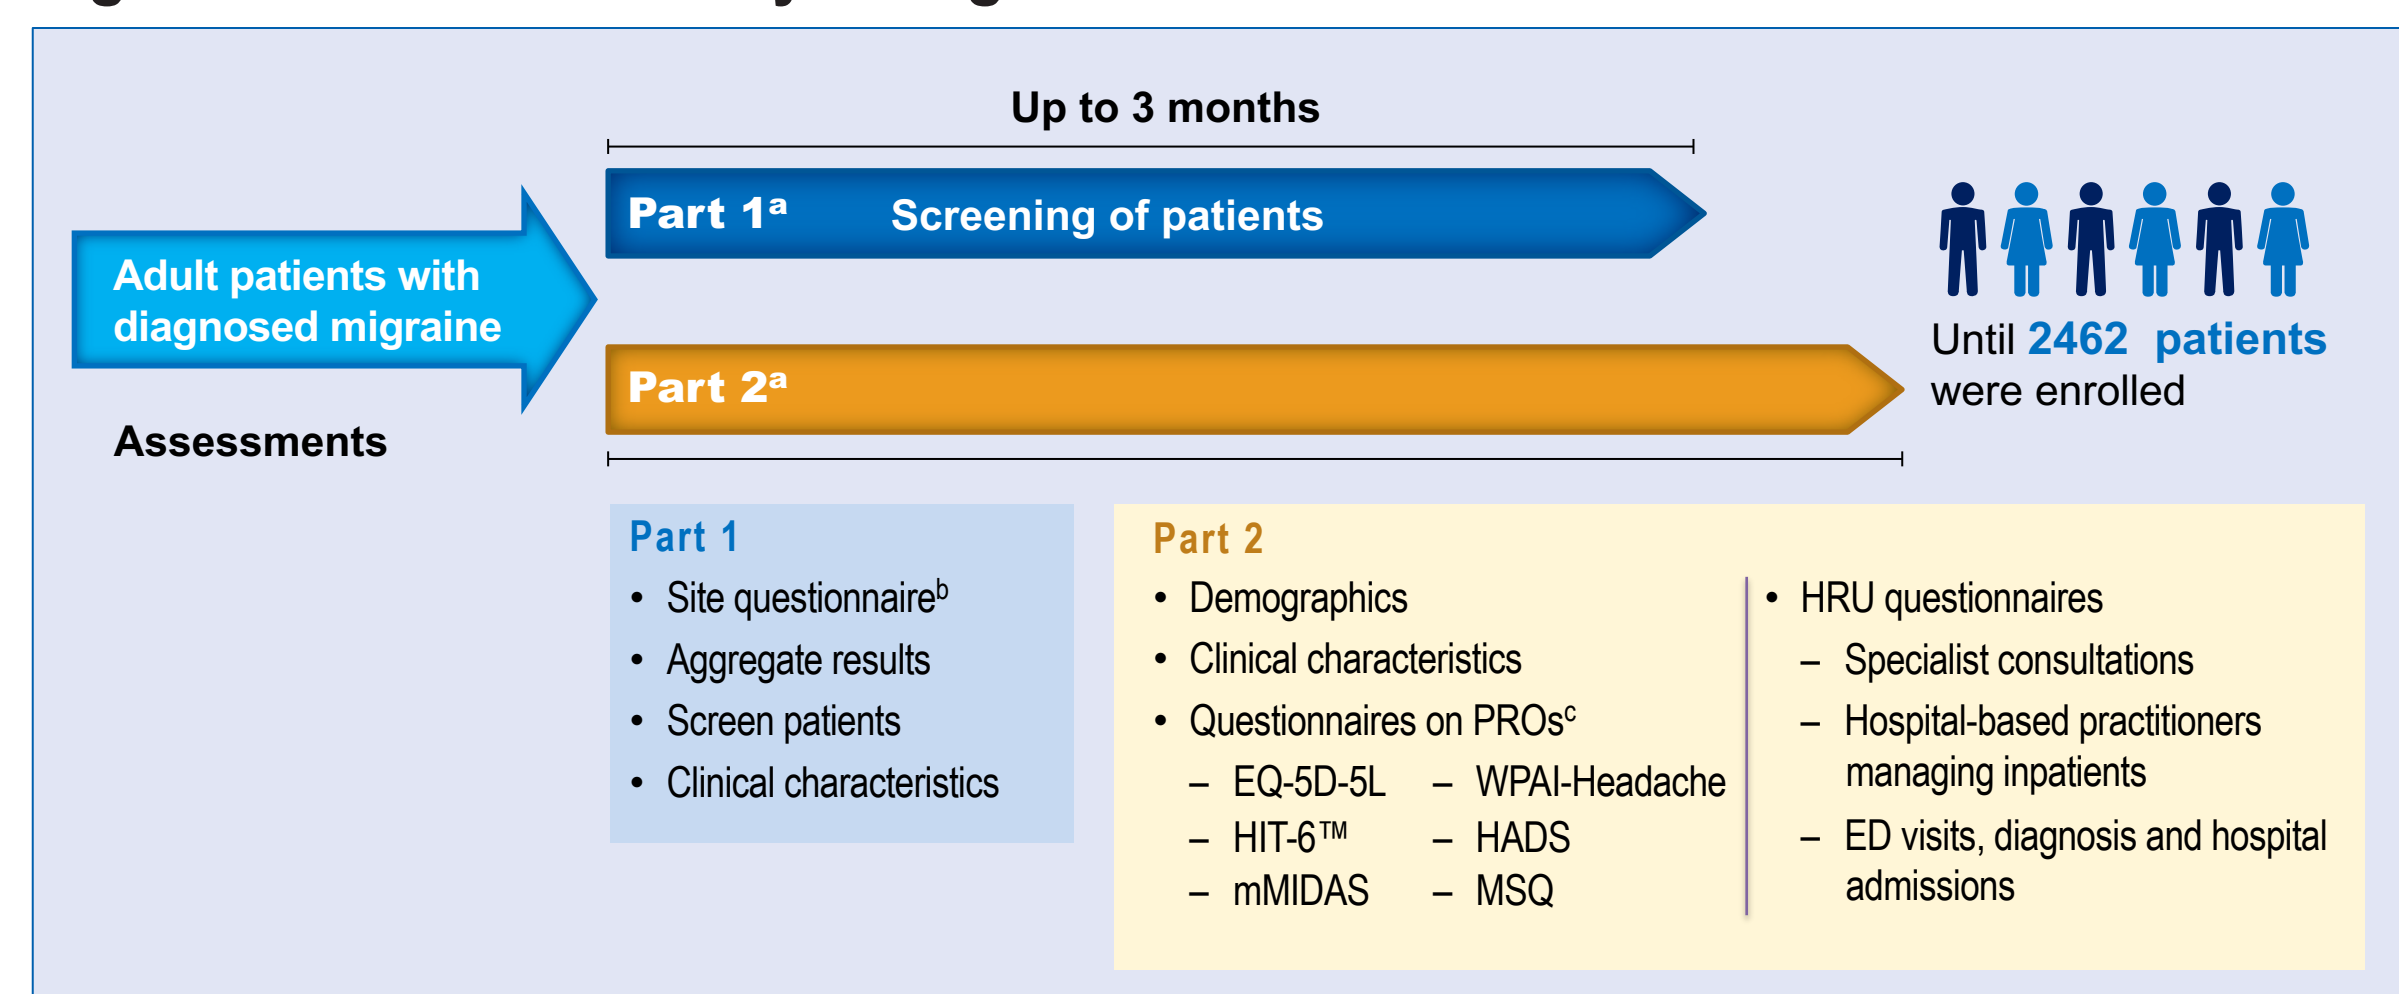 Up to 3 months
Part 1ᵃ Screening of patients
Adult patients with
diagnosed migraine
Part 2ᵃ
Until 2462 patients
were enrolled
Assessments
Part 1
• Site questionnaireᵇ
• Aggregate results
• Screen patients
• Clinical characteristics
Part 2
• Demographics
• Clinical characteristics
• Questionnaires on PROsᶜ
– EQ-5D-5L – WPAI-Headache
– HIT-6™ – HADS
– mMIDAS – MSQ
• HRU questionnaires
– Specialist consultations
– Hospital-based practitioners
managing inpatients
– ED visits, diagnosis and hospital
admissions